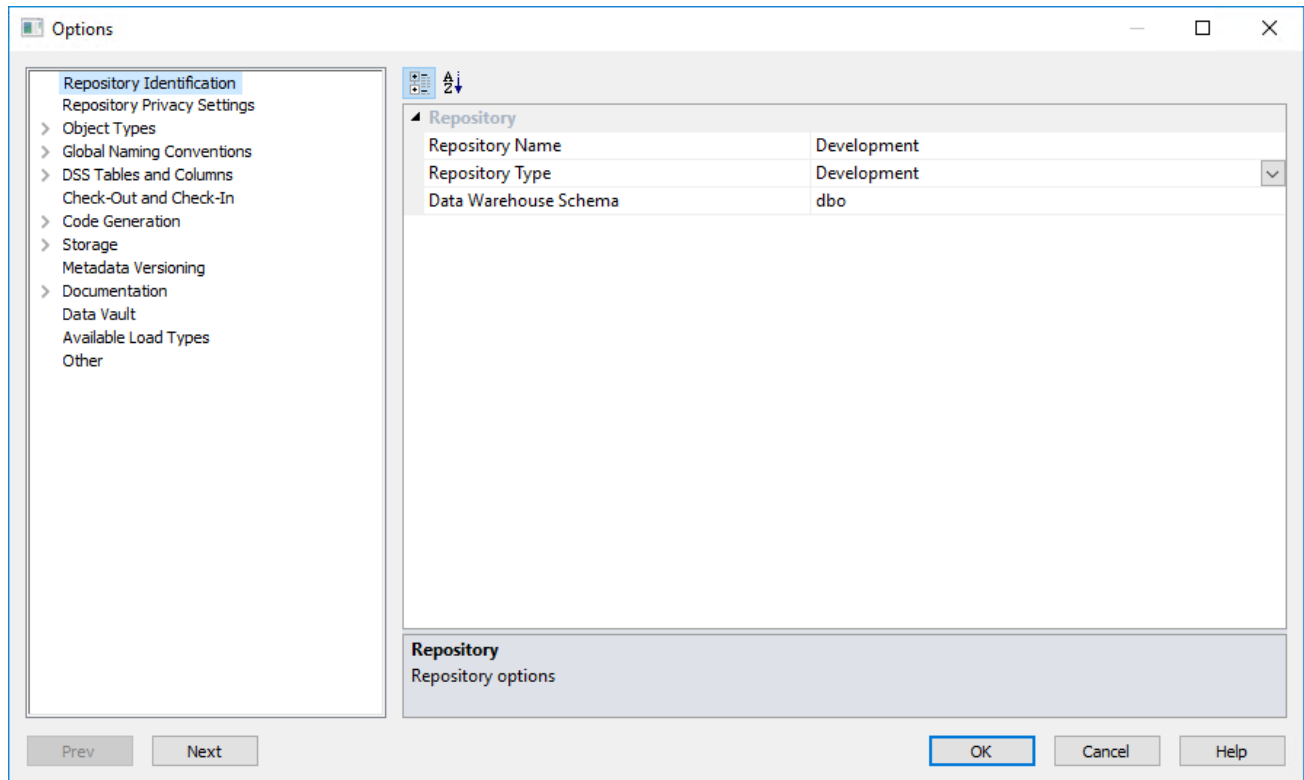 Options
Repository Identification
Repository Privacy Settings
Object Types
Global Naming Conventions
DSS Tables and Columns
Check-Out and Check-In
Code Generation
Storage
Metadata Versioning
Documentation
Data Vault
Available Load Types
Other
Repository
Repository Name Development
Repository Type Development
Data Warehouse Schema dbo
Repository
Repository options
Prev Next OK Cancel Help